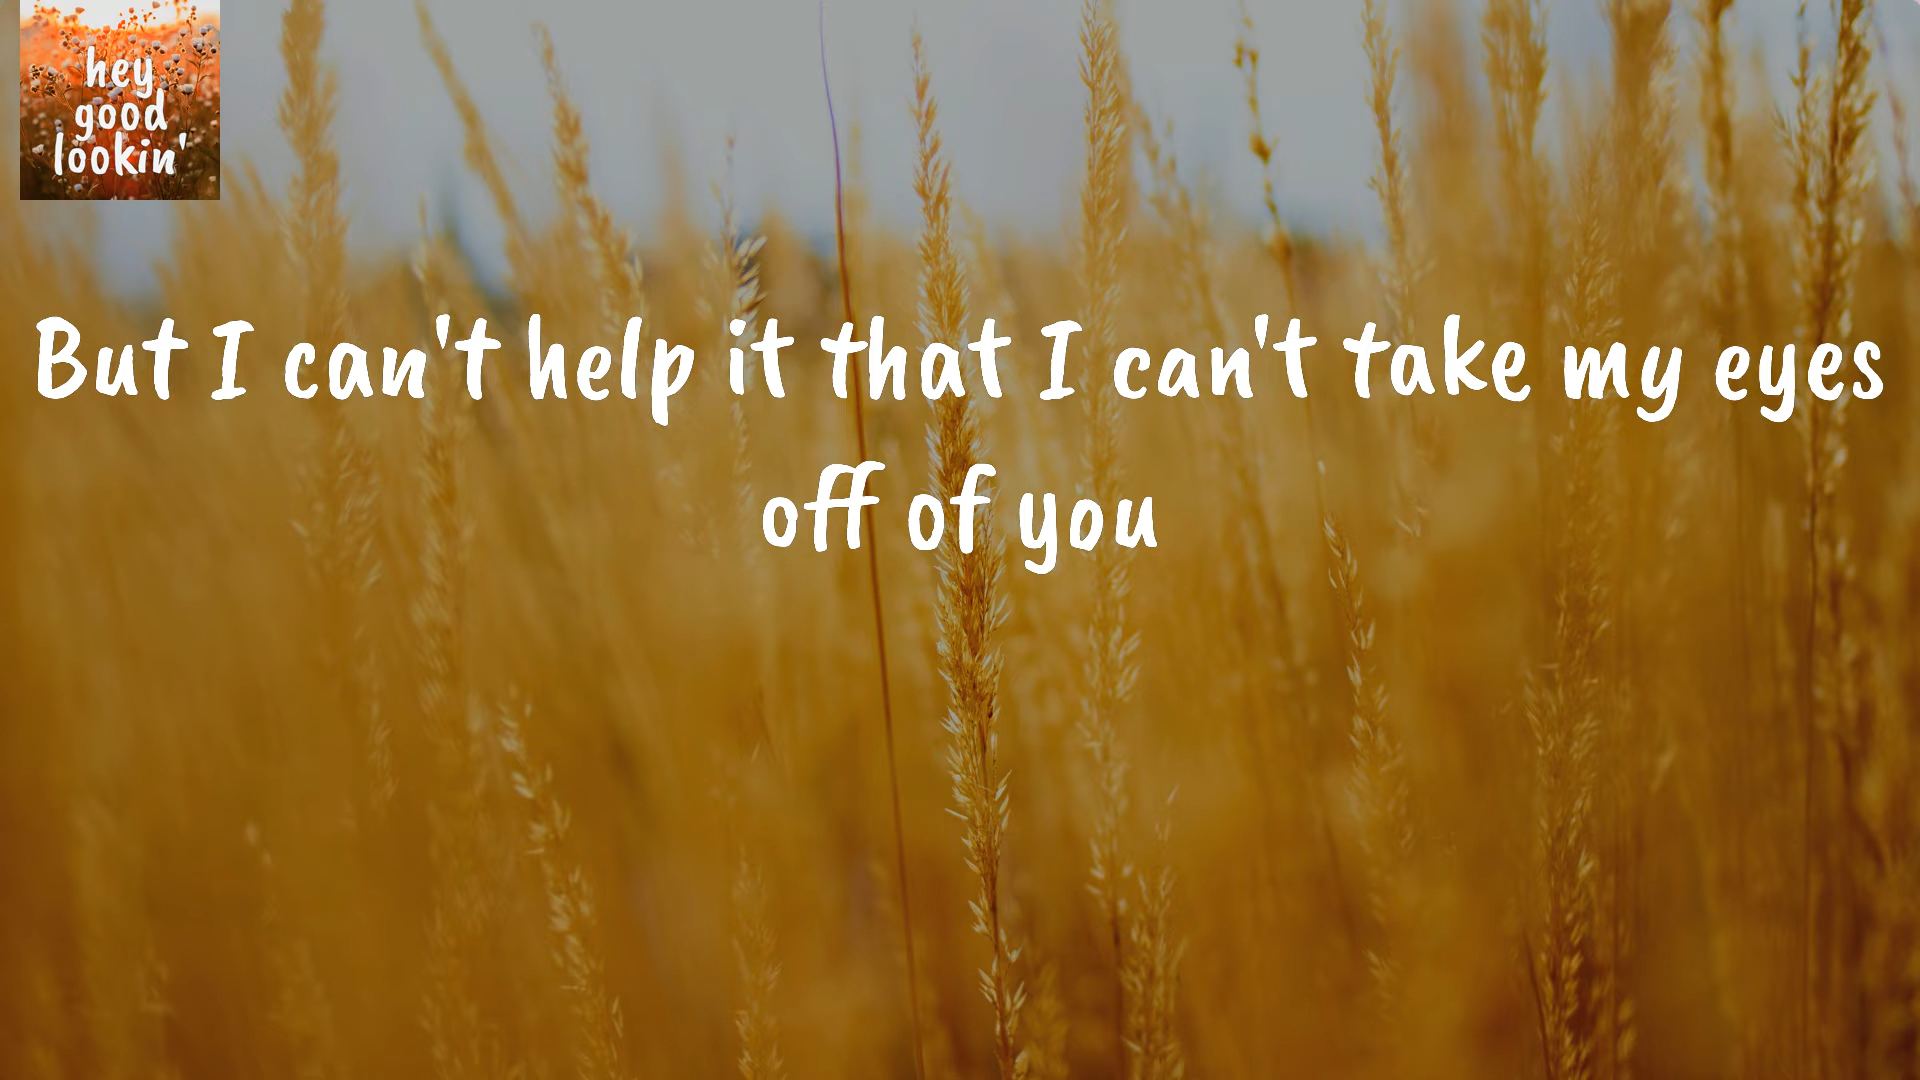 hey
good
lookin'
But I can't help it that I can't take my eyes
off of you